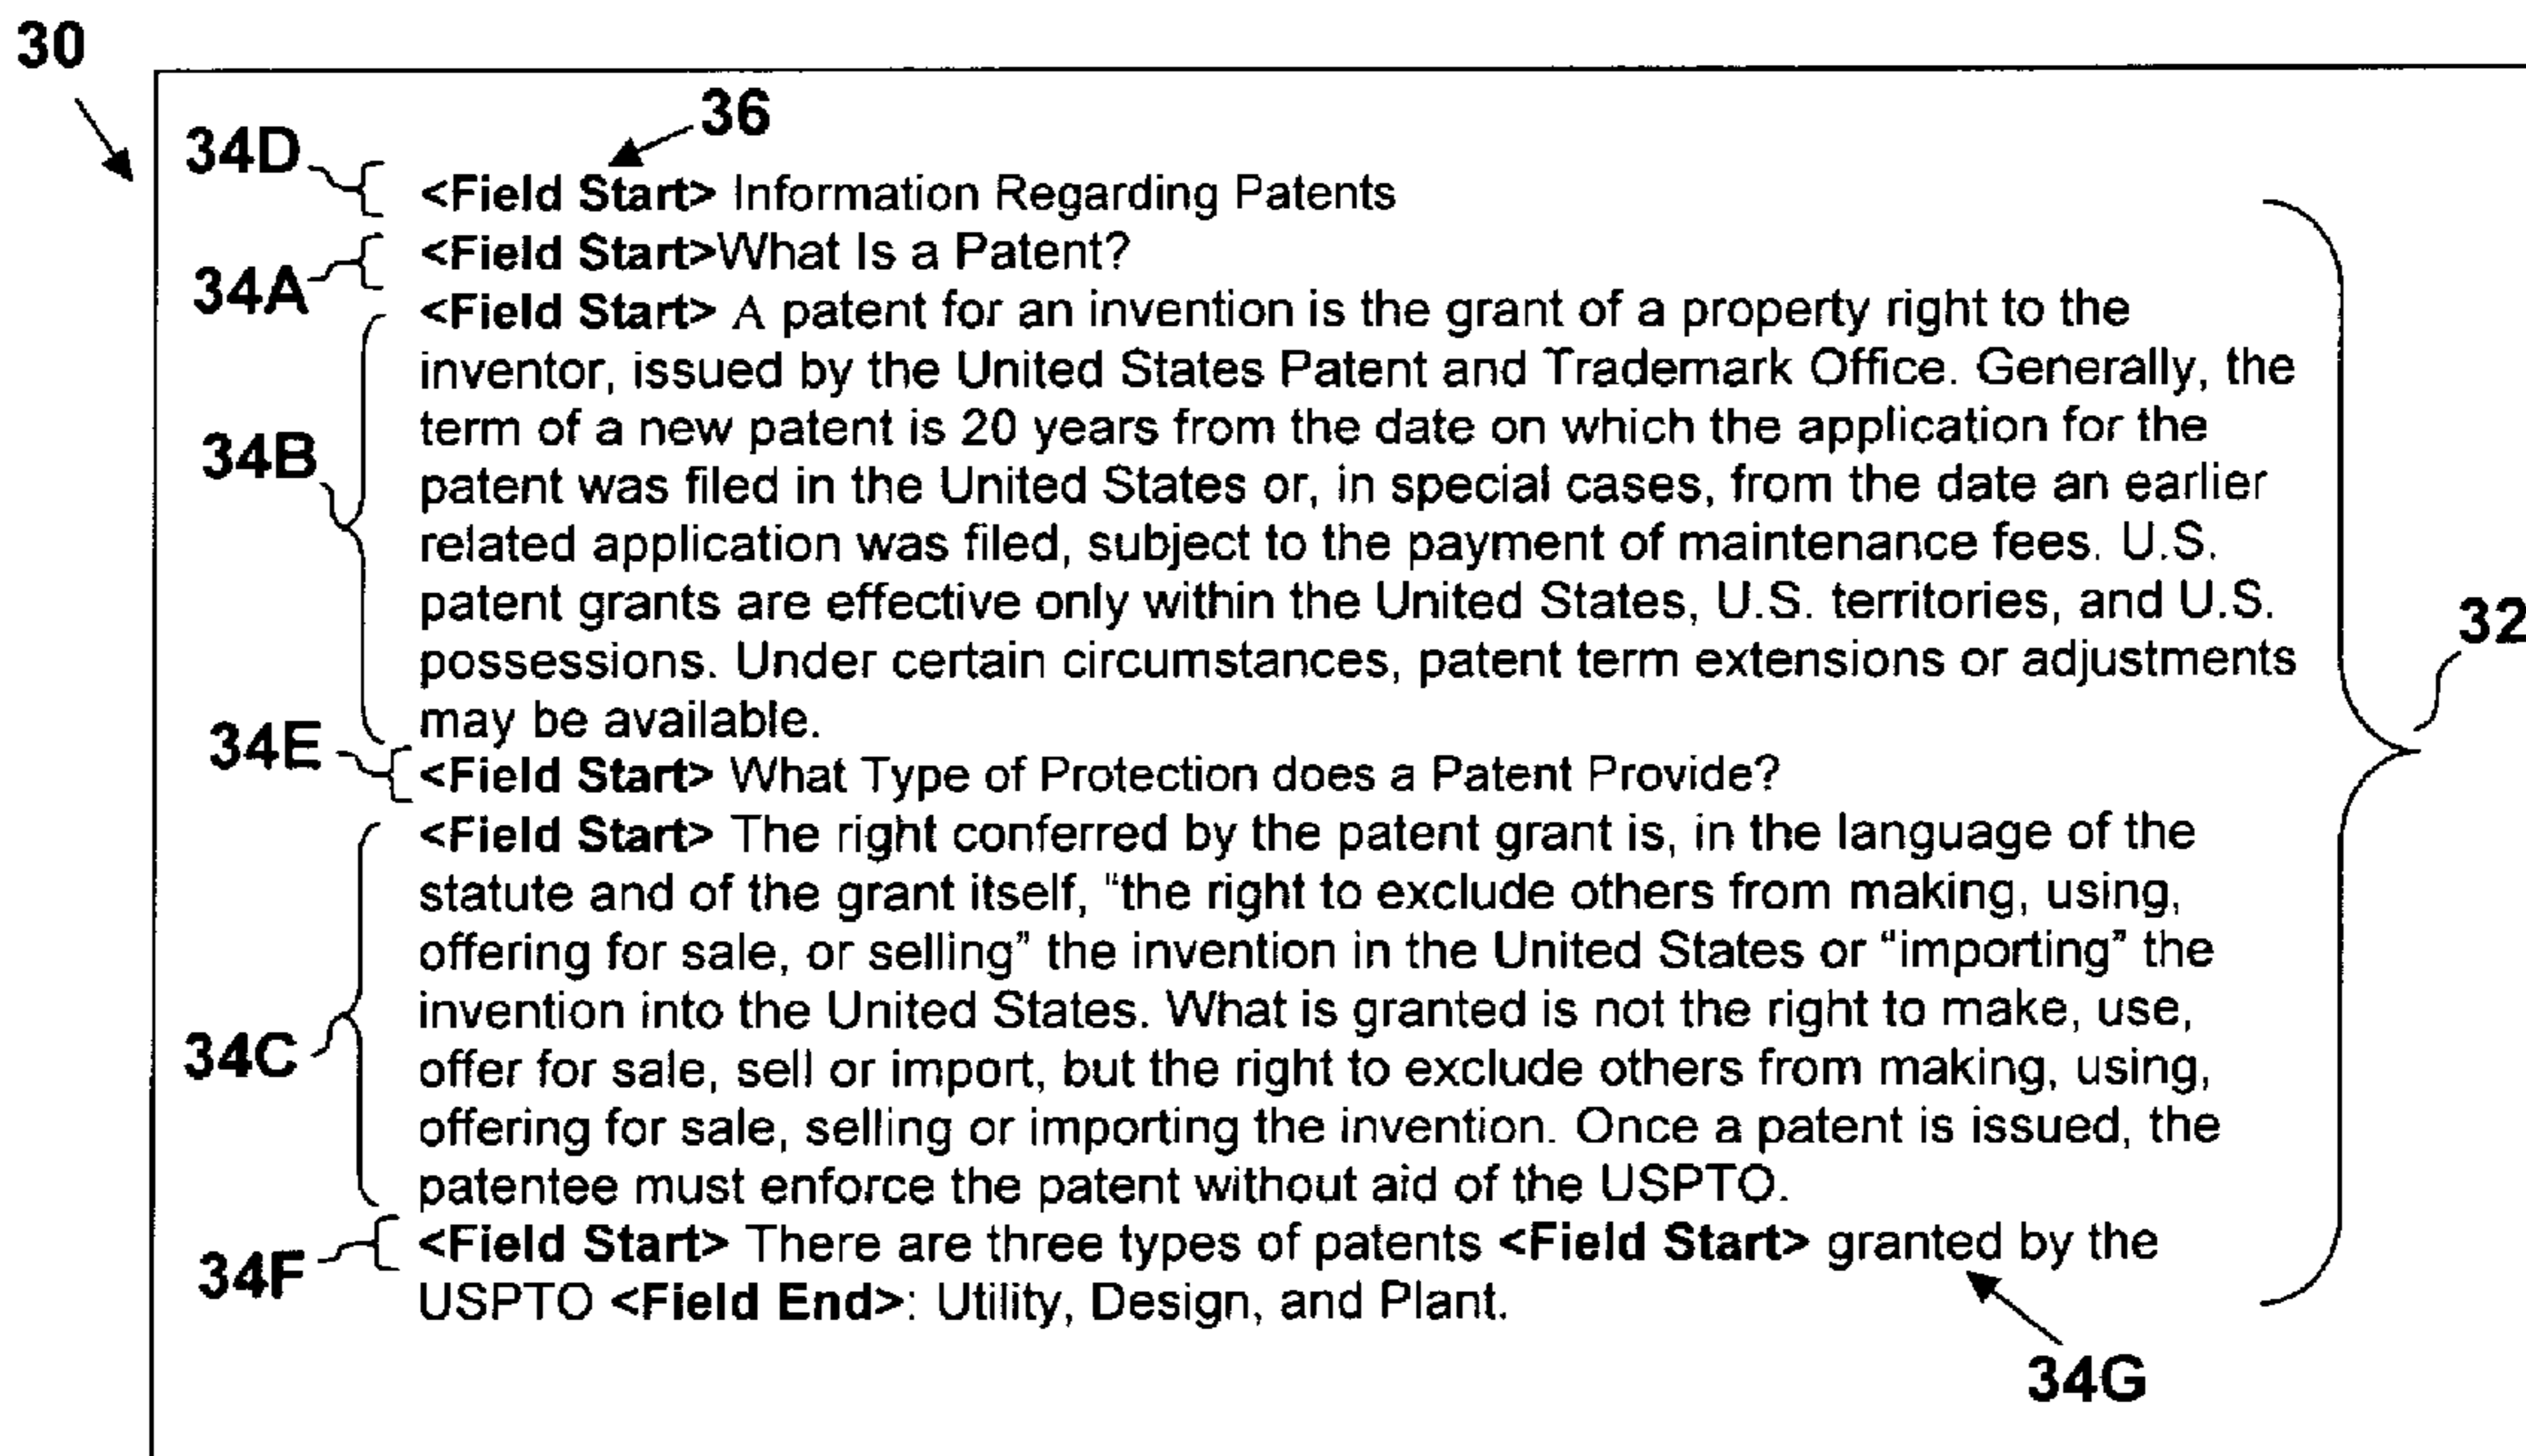 30
36
34D
<Field Start> Information Regarding Patents
34A
<Field Start>What Is a Patent?
<Field Start> A patent for an invention is the grant of a property right to the
inventor, issued by the United States Patent and Trademark Office. Generally, the
term of a new patent is 20 years from the date on which the application for the
34B
patent was filed in the United States or, in special cases, from the date an earlier
related application was filed, subject to the payment of maintenance fees. U.S.
patent grants are effective only within the United States, U.S. territories, and U.S.
32
possessions. Under certain circumstances, patent term extensions or adjustments
may be available.
34E
<Field Start> What Type of Protection does a Patent Provide?
<Field Start> The right conferred by the patent grant is, in the language of the
statute and of the grant itself, “the right to exclude others from making, using,
offering for sale, or selling” the invention in the United States or “importing” the
invention into the United States. What is granted is not the right to make, use,
34C
offer for sale, sell or import, but the right to exclude others from making, using,
offering for sale, selling or importing the invention. Once a patent is issued, the
patentee must enforce the patent without aid of the USPTO.
34F
<Field Start> There are three types of patents <Field Start> granted by the
USPTO <Field End>: Utility, Design, and Plant.
34G